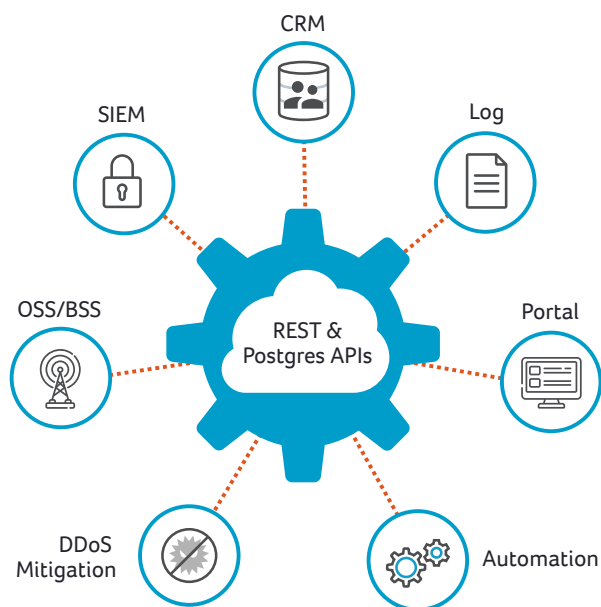 CRM
SIEM
Log
OSS/BSS
REST &
Postgres APIs
Portal
DDoS
Mitigation
Automation